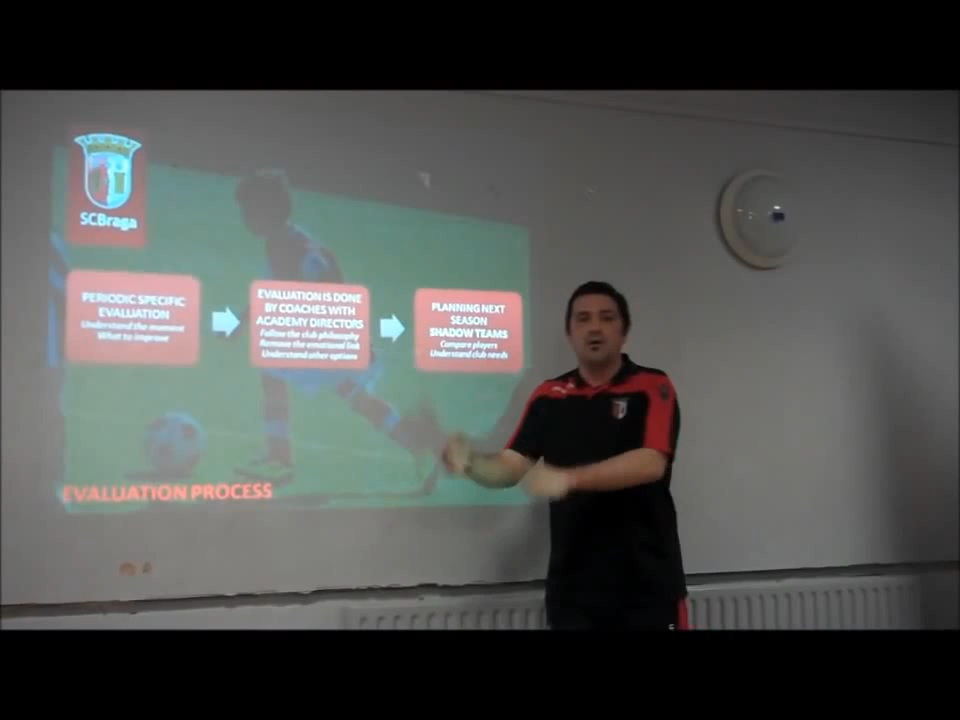 SCBraga
PERIODIC SPECIFIC
EVALUATION
Understand the moment
What to improve
EVALUATION IS DONE
BY COACHES WITH
ACADEMY DIRECTORS
Follow the club philosophy
Remove the emotional link
Understand other options
PLANNING NEXT
SEASON
SHADOW TEAMS
Compare players
Understand club needs
EVALUATION PROCESS